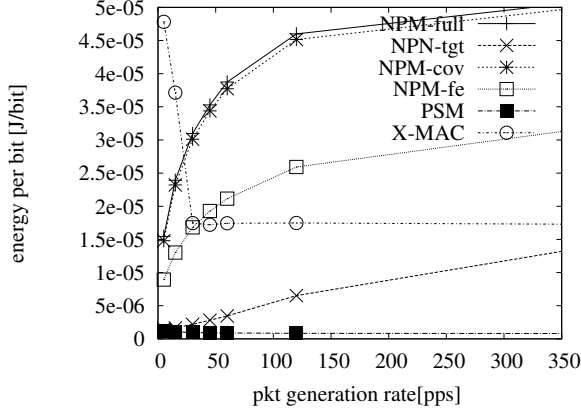 5e-05
4.5e-05
4e-05
3.5e-05
3e-05
2.5e-05
2e-05
1.5e-05
1e-05
5e-06
0
energy per bit [J/bit]
NPM-full
NPN-tgt
NPM-cov
NPM-fe
PSM
X-MAC
0 50 100 150 200 250 300 350
pkt generation rate[pps]